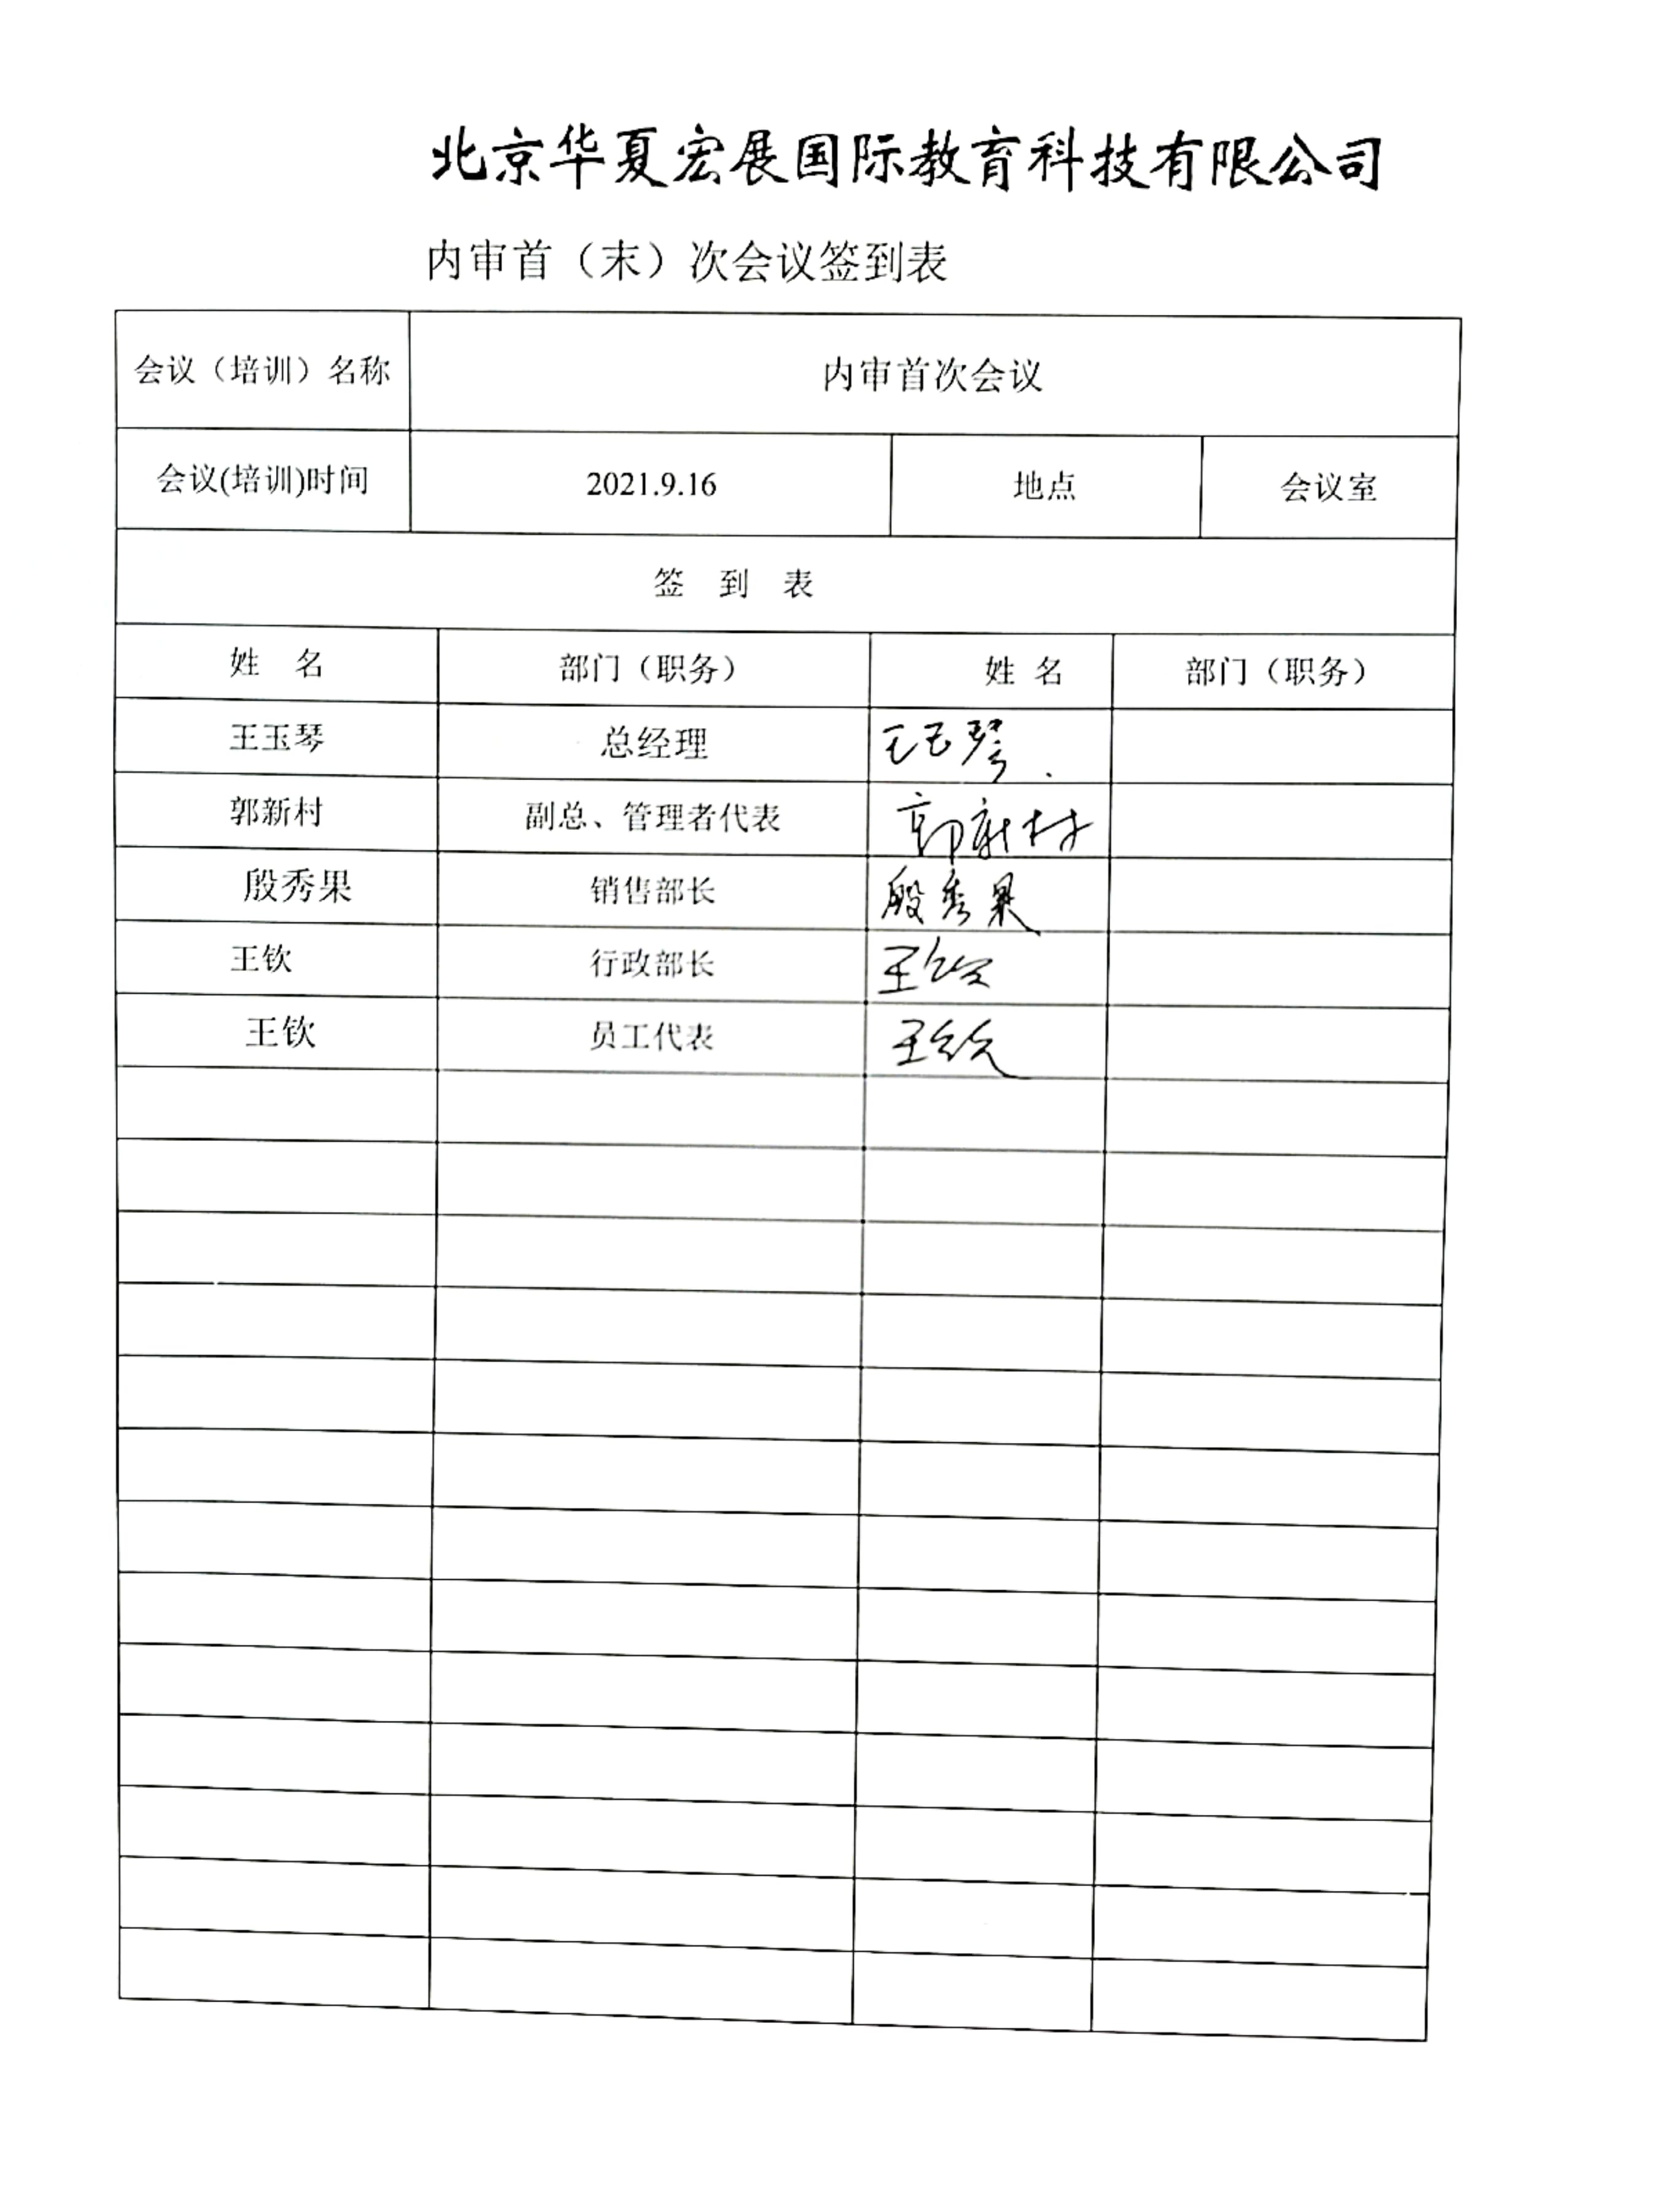 北京华夏宏展国际教育科技有限公司
内审首（末）次会议签到表
会议（培训）名称 内审首次会议
会议(培训)时间 2021.9.16 地点 会议室
签 到 表
姓 名 部门（职务） 姓 名 部门（职务）
王玉琴 总经理 王玉琴
郭新村 副总、管理者代表 郭新村
殷秀果 销售部长 殷秀果
王钦 行政部长 王钦
王钦 员工代表 王钦